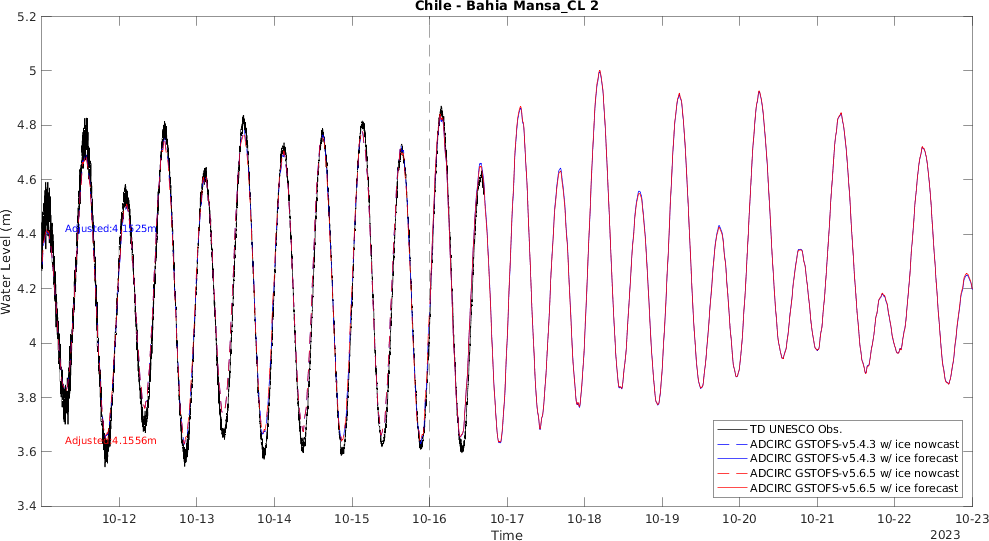 Chile - Bahia Mansa_CL 2
Water Level (m)
5.2
5
4.8
4.6
4.4
4.2
4
3.8
3.6
3.4
Adjusted:4.1525m
Adjusted:4.1556m
TD UNESCO Obs.
ADCIRC GSTOFS-v5.4.3 w/ ice nowcast
ADCIRC GSTOFS-v5.4.3 w/ ice forecast
ADCIRC GSTOFS-v5.6.5 w/ ice nowcast
ADCIRC GSTOFS-v5.6.5 w/ ice forecast
10-12 10-13 10-14 10-15 10-16 10-17 10-18 10-19 10-20 10-21 10-22 10-23
Time
2023